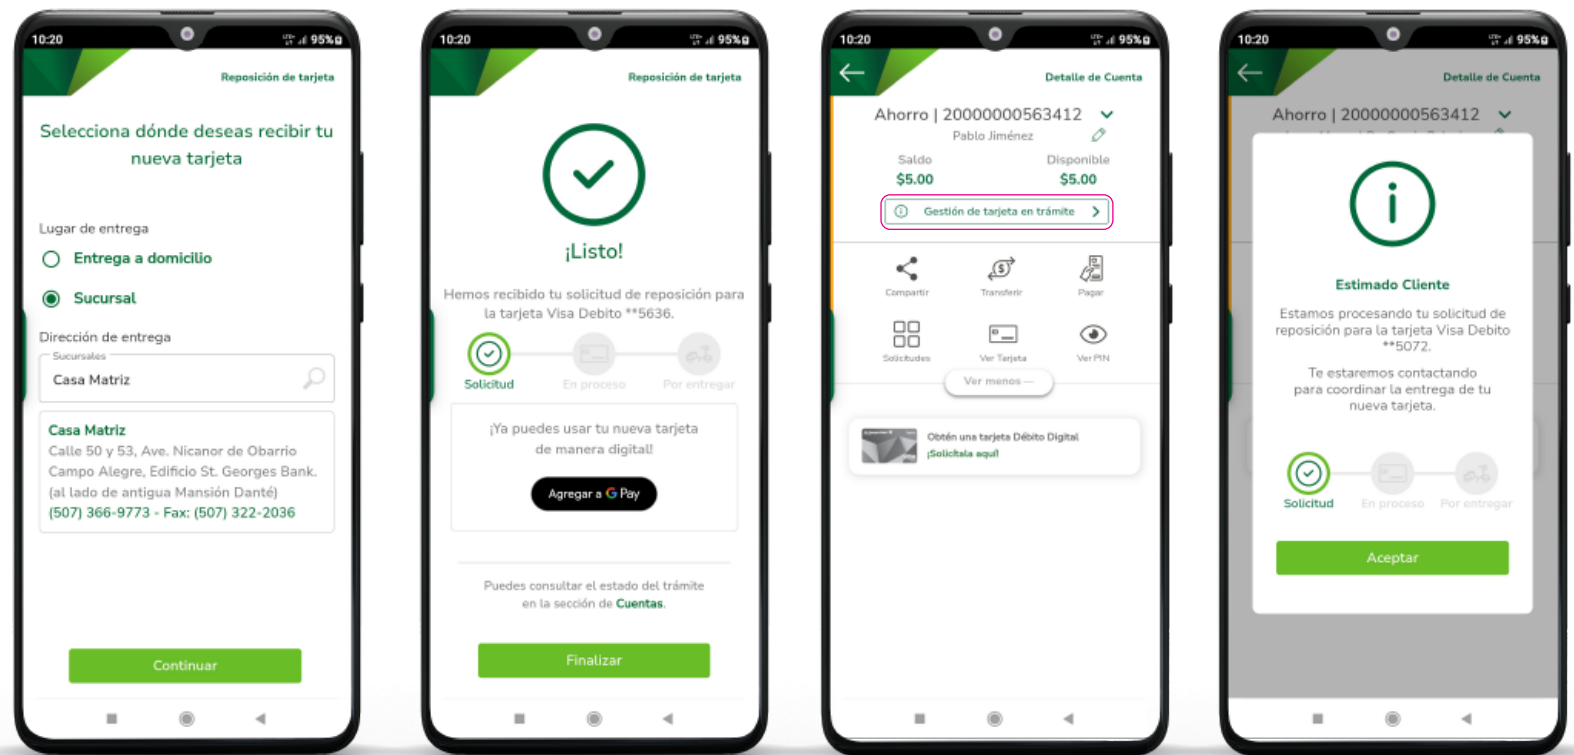 10:20
95%
Reposición de tarjeta
Selecciona dónde deseas recibir tu
nueva tarjeta
Lugar de entrega
Entrega a domicilio
Sucursal
Dirección de entrega
Sucursales
Casa Matriz
Casa Matriz
Calle 50 y 53, Ave. Nicanor de Obarrio
Campo Alegre, Edificio St. Georges Bank.
(al lado de antigua Mansión Danté)
(507) 366-9773 - Fax: (507) 322-2036
Continuar
10:20
95%
Reposición de tarjeta
¡Listo!
Hemos recibido tu solicitud de reposición para
la tarjeta Visa Debito **5636.
Solicitud
En proceso
Por entregar
¡Ya puedes usar tu nueva tarjeta
de manera digital!
Agregar a G Pay
Puedes consultar el estado del trámite
en la sección de Cuentas.
Finalizar
10:20
95%
Detalle de Cuenta
Ahorro | 20000000563412
Pablo Jiménez
Saldo
Disponible
$5.00
$5.00
Gestión de tarjeta en trámite
Compartir
Transferir
Pagar
Solicitudes
Ver Tarjeta
Ver PIN
Ver menos
Obtén una tarjeta Débito Digital
¡Solicítala aquí!
10:20
95%
Detalle de Cuenta
Ahorro | 20000000563412
Estimado Cliente
Estamos procesando tu solicitud de
reposición para la tarjeta Visa Debito
**5072.
Te estaremos contactando
para coordinar la entrega de tu
nueva tarjeta.
Solicitud
En proceso
Por entregar
Aceptar